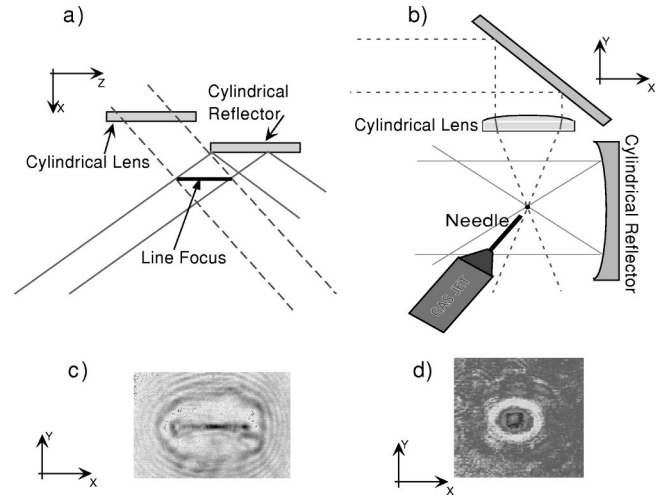 a)
Z
X
Cylindrical
Reflector
Cylindrical Lens
Line Focus
b)
Y
X
Cylindrical Lens
Cylindrical Reflector
Needle
GAS JET
c)
Y
X
d)
Y
X